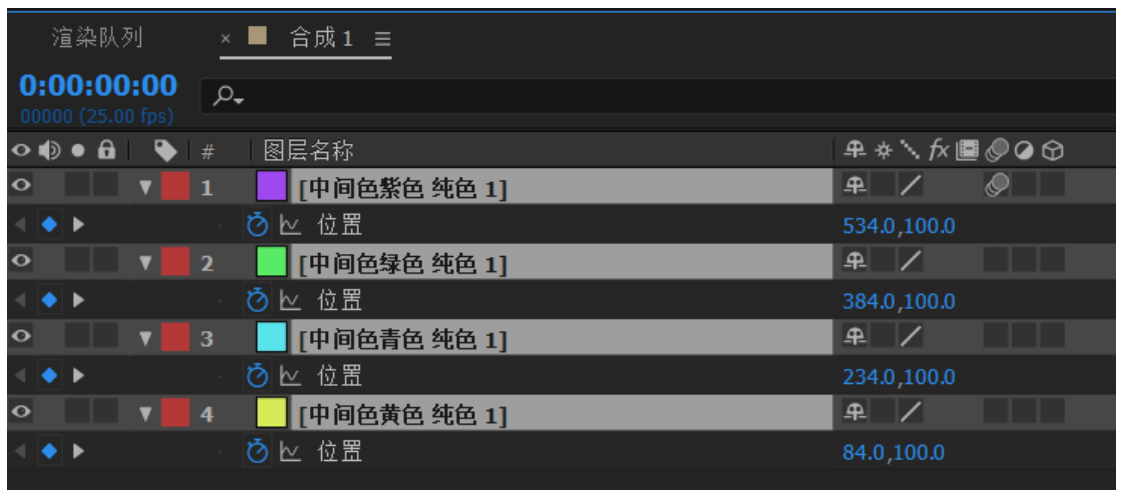 渲染队列 × 合成 1 ≡
0:00:00:00
00000 (25.00 fps)
# 图层名称 fx
1 [中间色紫色 纯色 1]
位置 534.0,100.0
2 [中间色绿色 纯色 1]
位置 384.0,100.0
3 [中间色青色 纯色 1]
位置 234.0,100.0
4 [中间色黄色 纯色 1]
位置 84.0,100.0